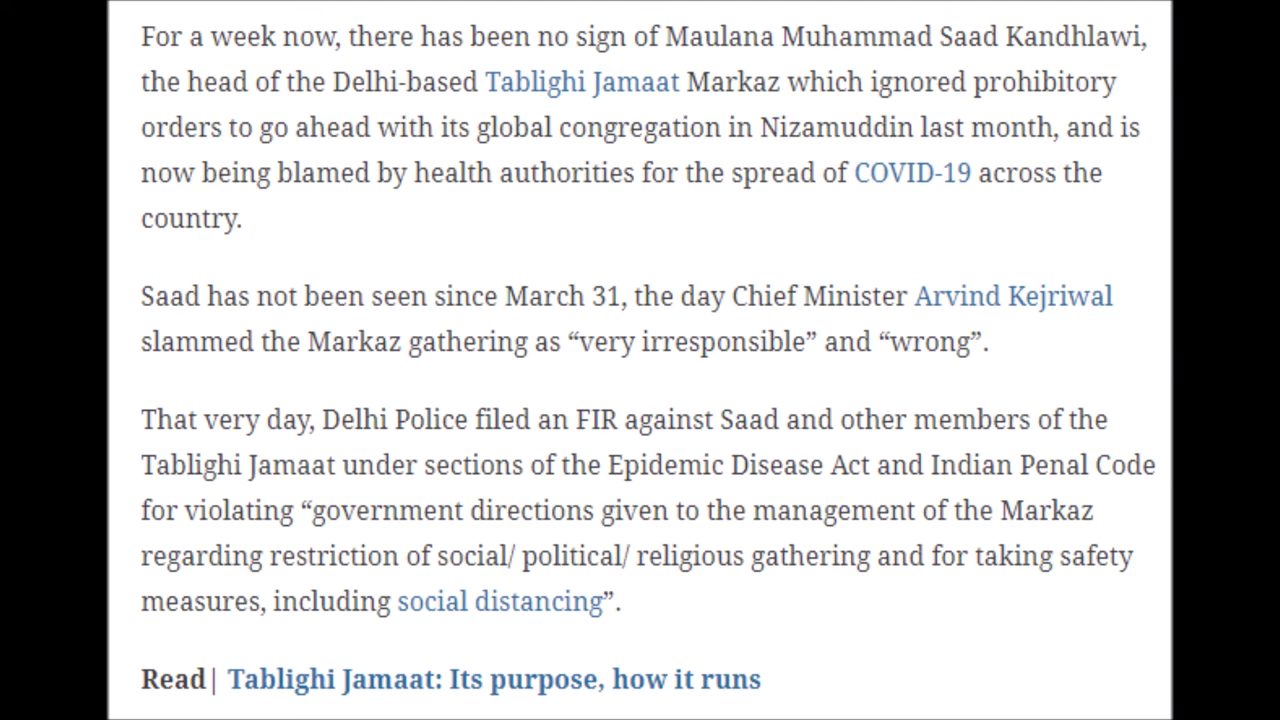 For a week now, there has been no sign of Maulana Muhammad Saad Kandhlawi,
the head of the Delhi-based Tablighi Jamaat Markaz which ignored prohibitory
orders to go ahead with its global congregation in Nizamuddin last month, and is
now being blamed by health authorities for the spread of COVID-19 across the
country.
Saad has not been seen since March 31, the day Chief Minister Arvind Kejriwal
slammed the Markaz gathering as “very irresponsible” and “wrong”.
That very day, Delhi Police filed an FIR against Saad and other members of the
Tablighi Jamaat under sections of the Epidemic Disease Act and Indian Penal Code
for violating “government directions given to the management of the Markaz
regarding restriction of social/ political/ religious gathering and for taking safety
measures, including social distancing”.
Read| Tablighi Jamaat: Its purpose, how it runs